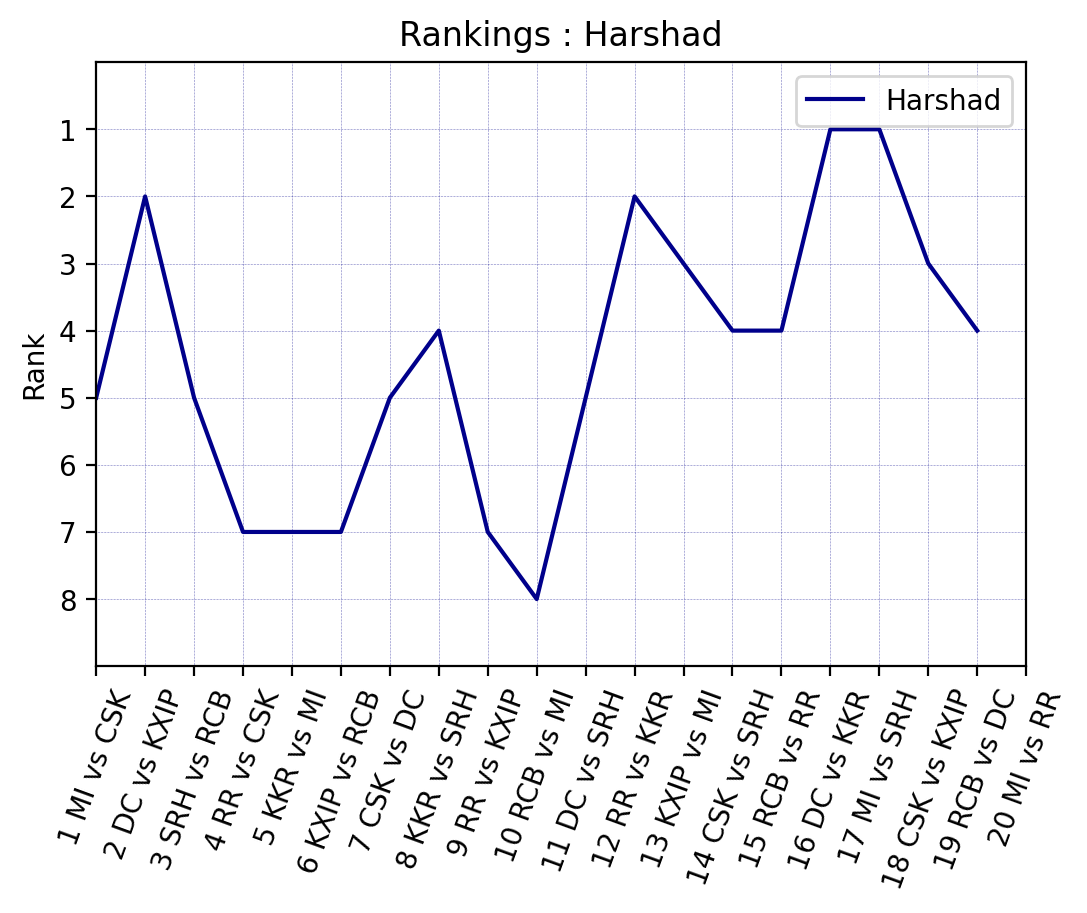 Rankings : Harshad
Harshad
Rank
1
2
3
4
5
6
7
8
1 MI vs CSK
2 DC vs KXIP
3 SRH vs RCB
4 RR vs CSK
5 KKR vs MI
6 KXIP vs RCB
7 CSK vs DC
8 KKR vs SRH
9 RR vs KXIP
10 RCB vs MI
11 DC vs SRH
12 RR vs KKR
13 KXIP vs MI
14 CSK vs SRH
15 RCB vs RR
16 DC vs KKR
17 MI vs SRH
18 CSK vs KXIP
19 RCB vs DC
20 MI vs RR